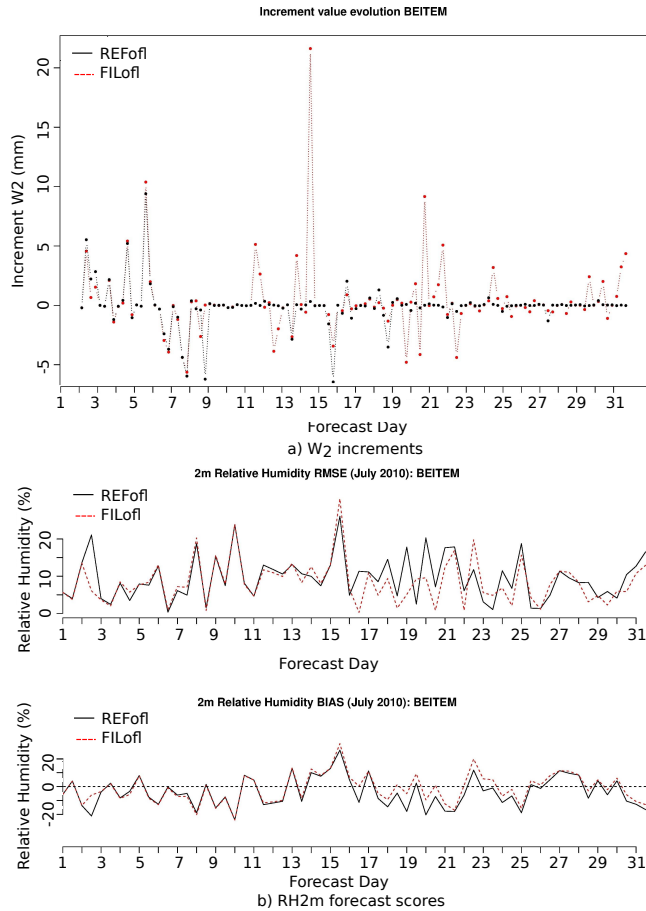 Increment value evolution BEITEM
REFofl
FILofl
Increment W2 (mm)
20
15
10
5
0
-5
1 3 5 7 9 11 13 15 17 19 21 23 25 27 29 31
Forecast Day
a) W2 increments
2m Relative Humidity RMSE (July 2010): BEITEM
REFofl
FILofl
Relative Humidity (%)
20
10
0
1 3 5 7 9 11 13 15 17 19 21 23 25 27 29 31
Forecast Day
2m Relative Humidity BIAS (July 2010): BEITEM
REFofl
FILofl
Relative Humidity (%)
20
0
-20
1 3 5 7 9 11 13 15 17 19 21 23 25 27 29 31
Forecast Day
b) RH2m forecast scores